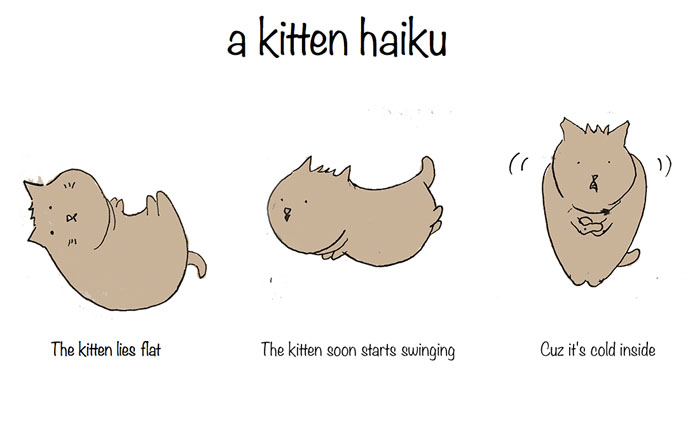 a kitten haiku
The kitten lies flat
The kitten soon starts swinging
Cuz it's cold inside